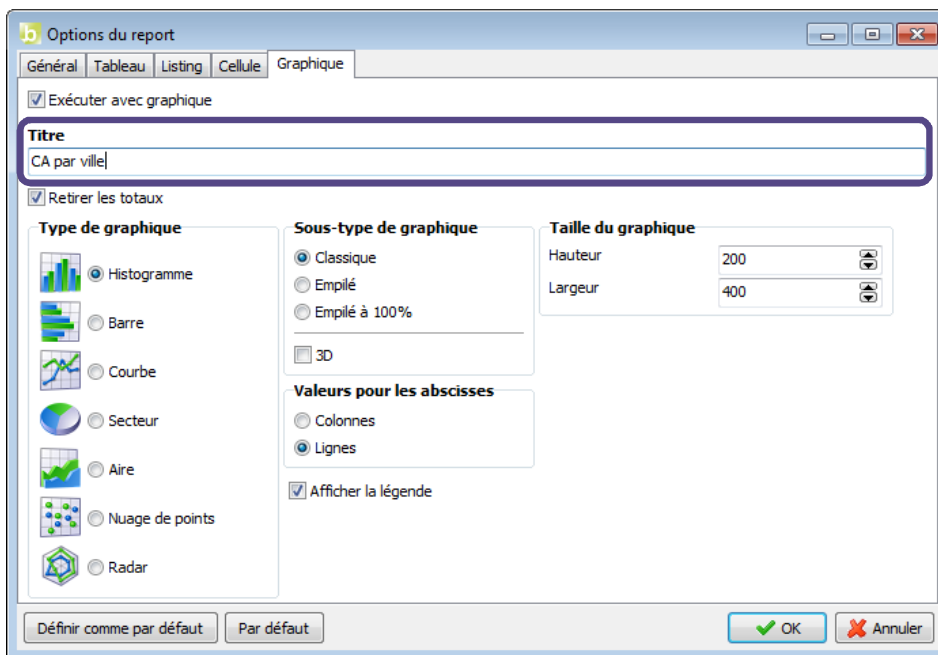 Options du report
Général Tableau Listing Cellule Graphique
Exécuter avec graphique
Titre
CA par ville
Retirer les totaux
Type de graphique
Histogramme
Barre
Courbe
Secteur
Aire
Nuage de points
Radar
Sous-type de graphique
Classique
Empilé
Empilé à 100%
3D
Valeurs pour les abscisses
Colonnes
Lignes
Afficher la légende
Taille du graphique
Hauteur 200
Largeur 400
Définir comme par défaut Par défaut OK Annuler